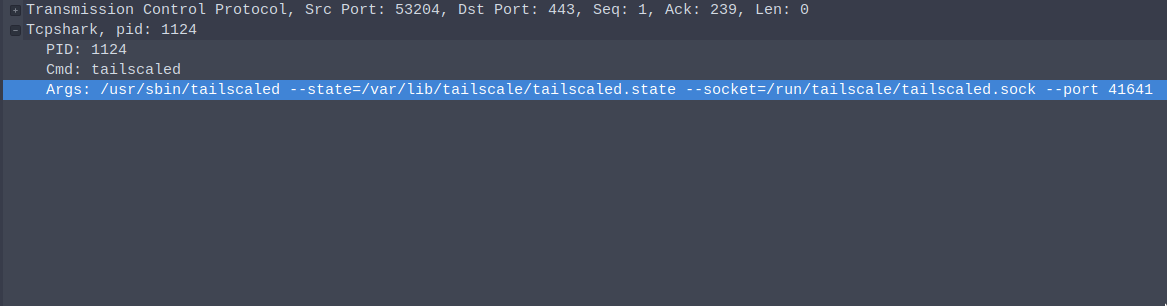 Transmission Control Protocol, Src Port: 53204, Dst Port: 443, Seq: 1, Ack: 239, Len: 0
Tcpshark, pid: 1124
PID: 1124
Cmd: tailscaled
Args: /usr/sbin/tailscaled --state=/var/lib/tailscale/tailscaled.state --socket=/run/tailscale/tailscaled.sock --port 41641